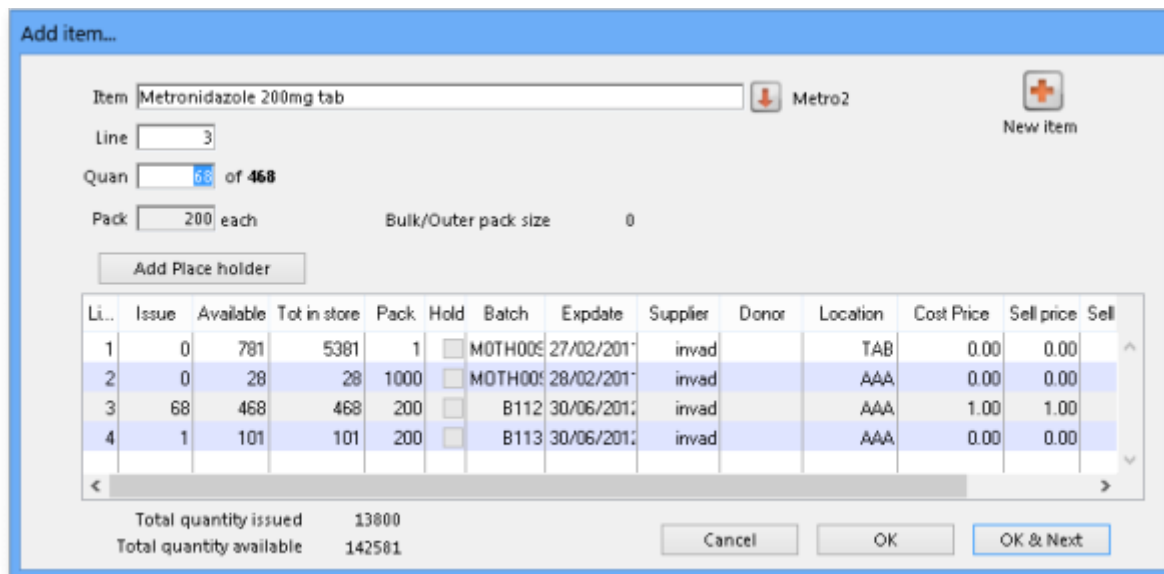 Add item...
Item Metronidazole 200mg tab Metro2
New item
Line 3
Quan 68 of 468
Pack 200 each Bulk/Outer pack size 0
Add Place holder
Li... Issue Available Tot in store Pack Hold Batch Expdate Supplier Donor Location Cost Price Sell price Sell
1 0 781 5381 1 27/02/201 invad TAB 0.00 0.00
2 0 28 28 1000 28/02/201 invad AAA 0.00 0.00
3 68 468 468 200 B112 30/06/2012 invad AAA 1.00 1.00
4 1 101 101 200 B113 30/06/2012 invad AAA 0.00 0.00
Total quantity issued 13800
Total quantity available 142581
Cancel OK OK & Next